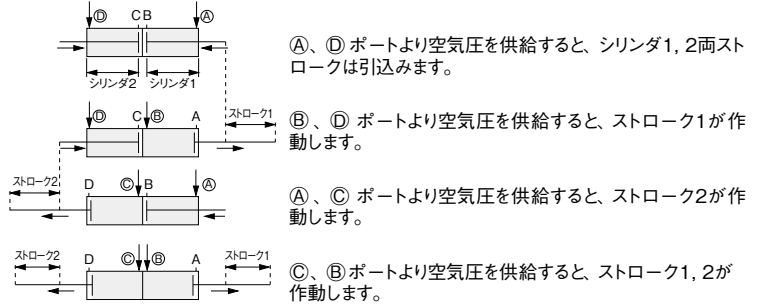 Ⓓ C B Ⓐ
シリンダ2 シリンダ1
Ⓐ、Ⓓ ポートより空気圧を供給すると、シリンダ1, 2両スト
ロークは引込みます。
Ⓓ C Ⓑ A ストローク1
Ⓑ、Ⓓ ポートより空気圧を供給すると、ストローク1が作
動します。
ストローク2 D Ⓒ B Ⓐ
Ⓐ、Ⓒ ポートより空気圧を供給すると、ストローク2が作
動します。
ストローク2 D Ⓒ Ⓑ A ストローク1
Ⓒ、Ⓑポートより空気圧を供給すると、ストローク1, 2が
作動します。